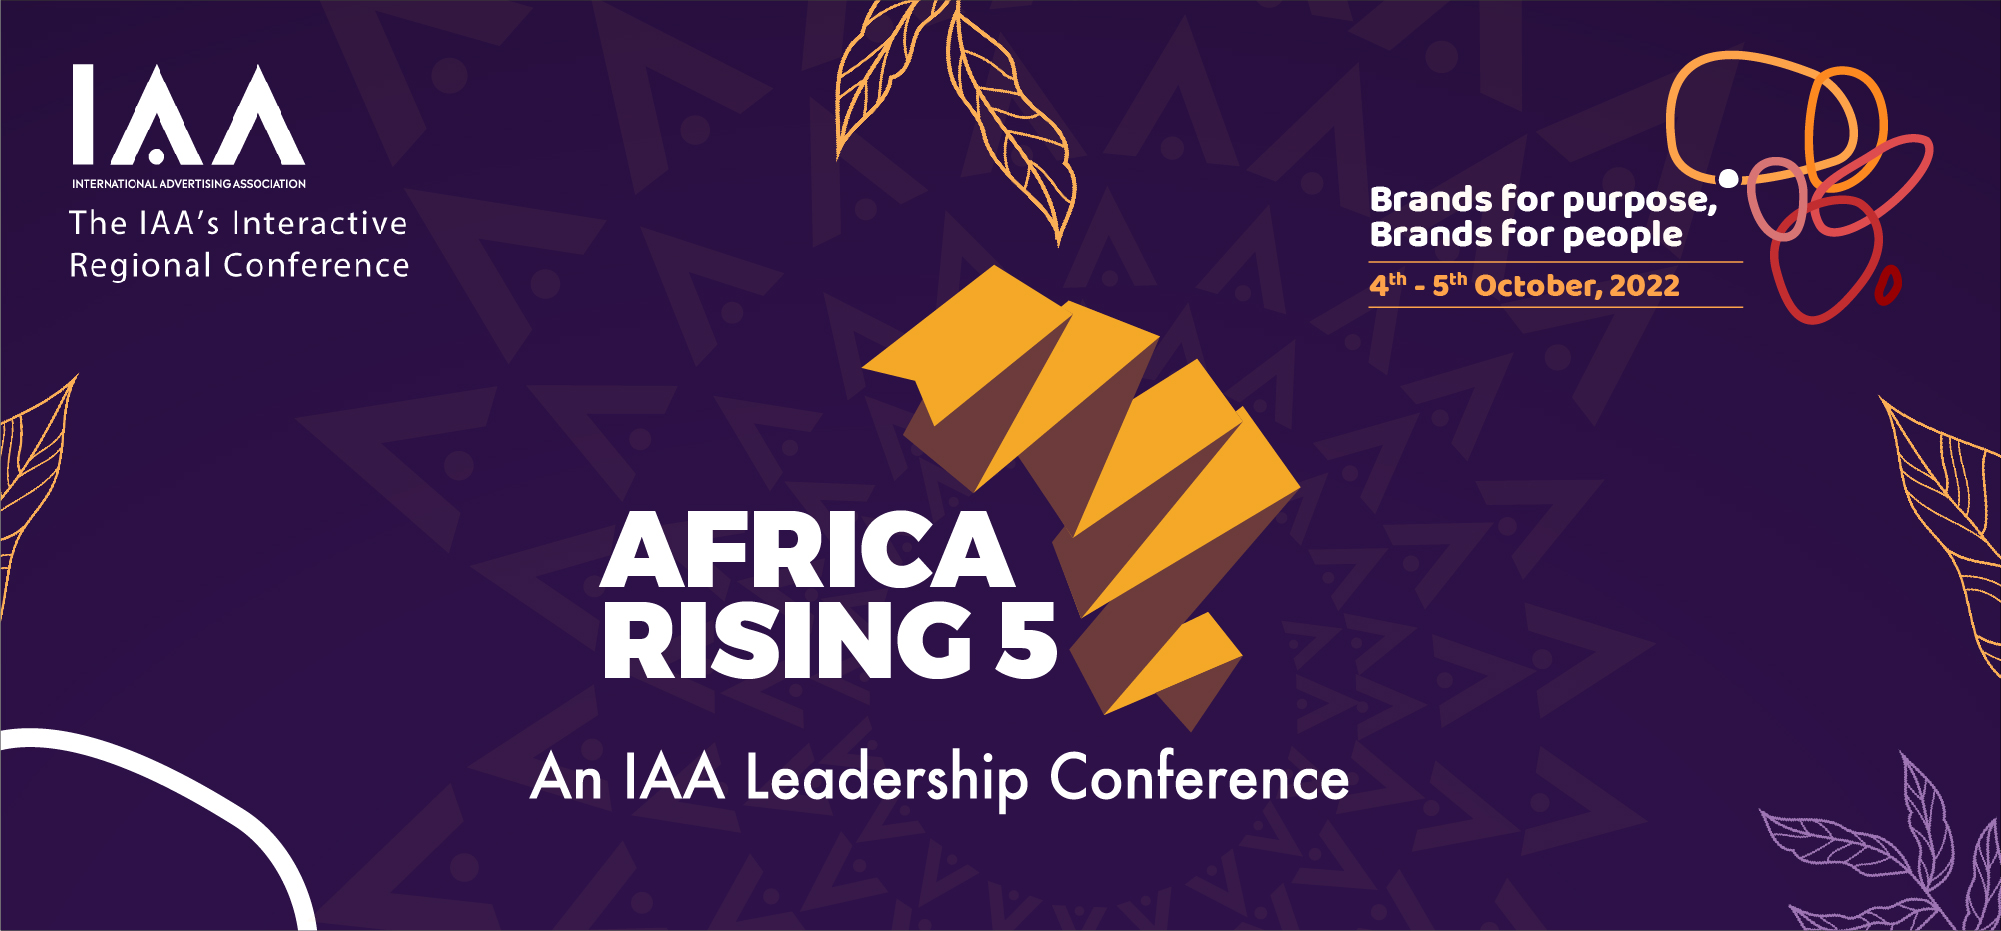 IAA
INTERNATIONAL ADVERTISING ASSOCIATION
The IAA's Interactive
Regional Conference
Brands for purpose,
Brands for people
4th - 5th October, 2022
AFRICA
RISING 5
An IAA Leadership Conference